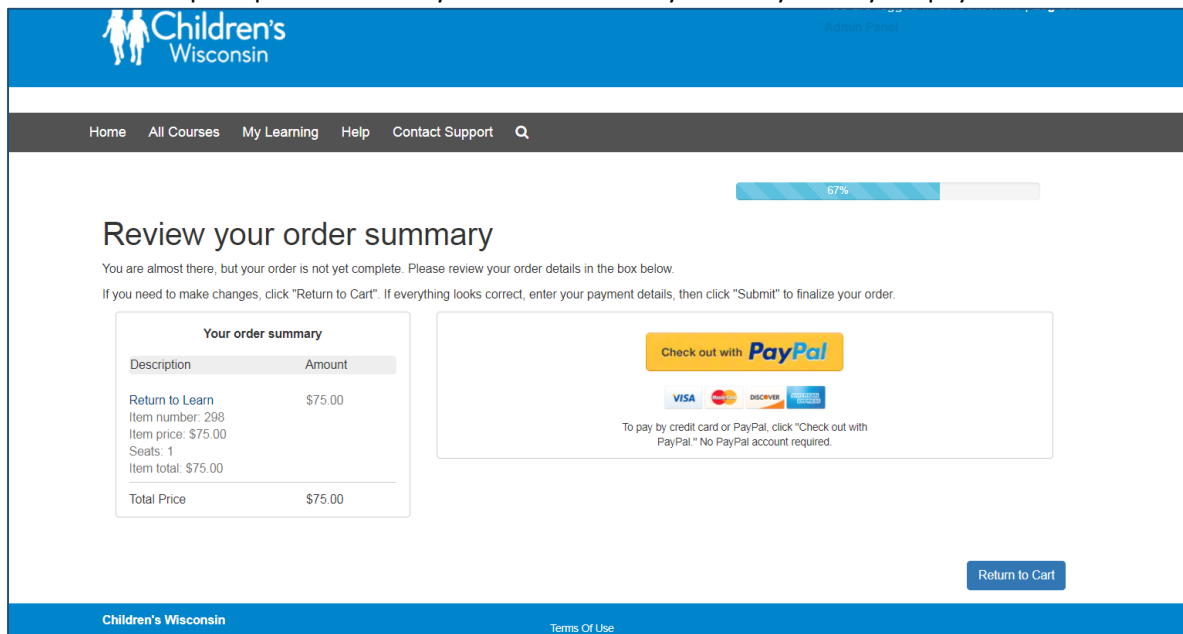 Children's
Wisconsin
Admin Panel
Home All Courses My Learning Help Contact Support
67%
Review your order summary
You are almost there, but your order is not yet complete. Please review your order details in the box below.
If you need to make changes, click "Return to Cart". If everything looks correct, enter your payment details, then click "Submit" to finalize your order.
Your order summary
Description Amount
Return to Learn $75.00
Item number: 298
Item price: $75.00
Seats: 1
Item total: $75.00
Total Price $75.00
Check out with PayPal
VISA MasterCard DISCOVER AMERICAN EXPRESS
To pay by credit card or PayPal, click "Check out with
PayPal." No PayPal account required.
Return to Cart
Children's Wisconsin
Terms Of Use